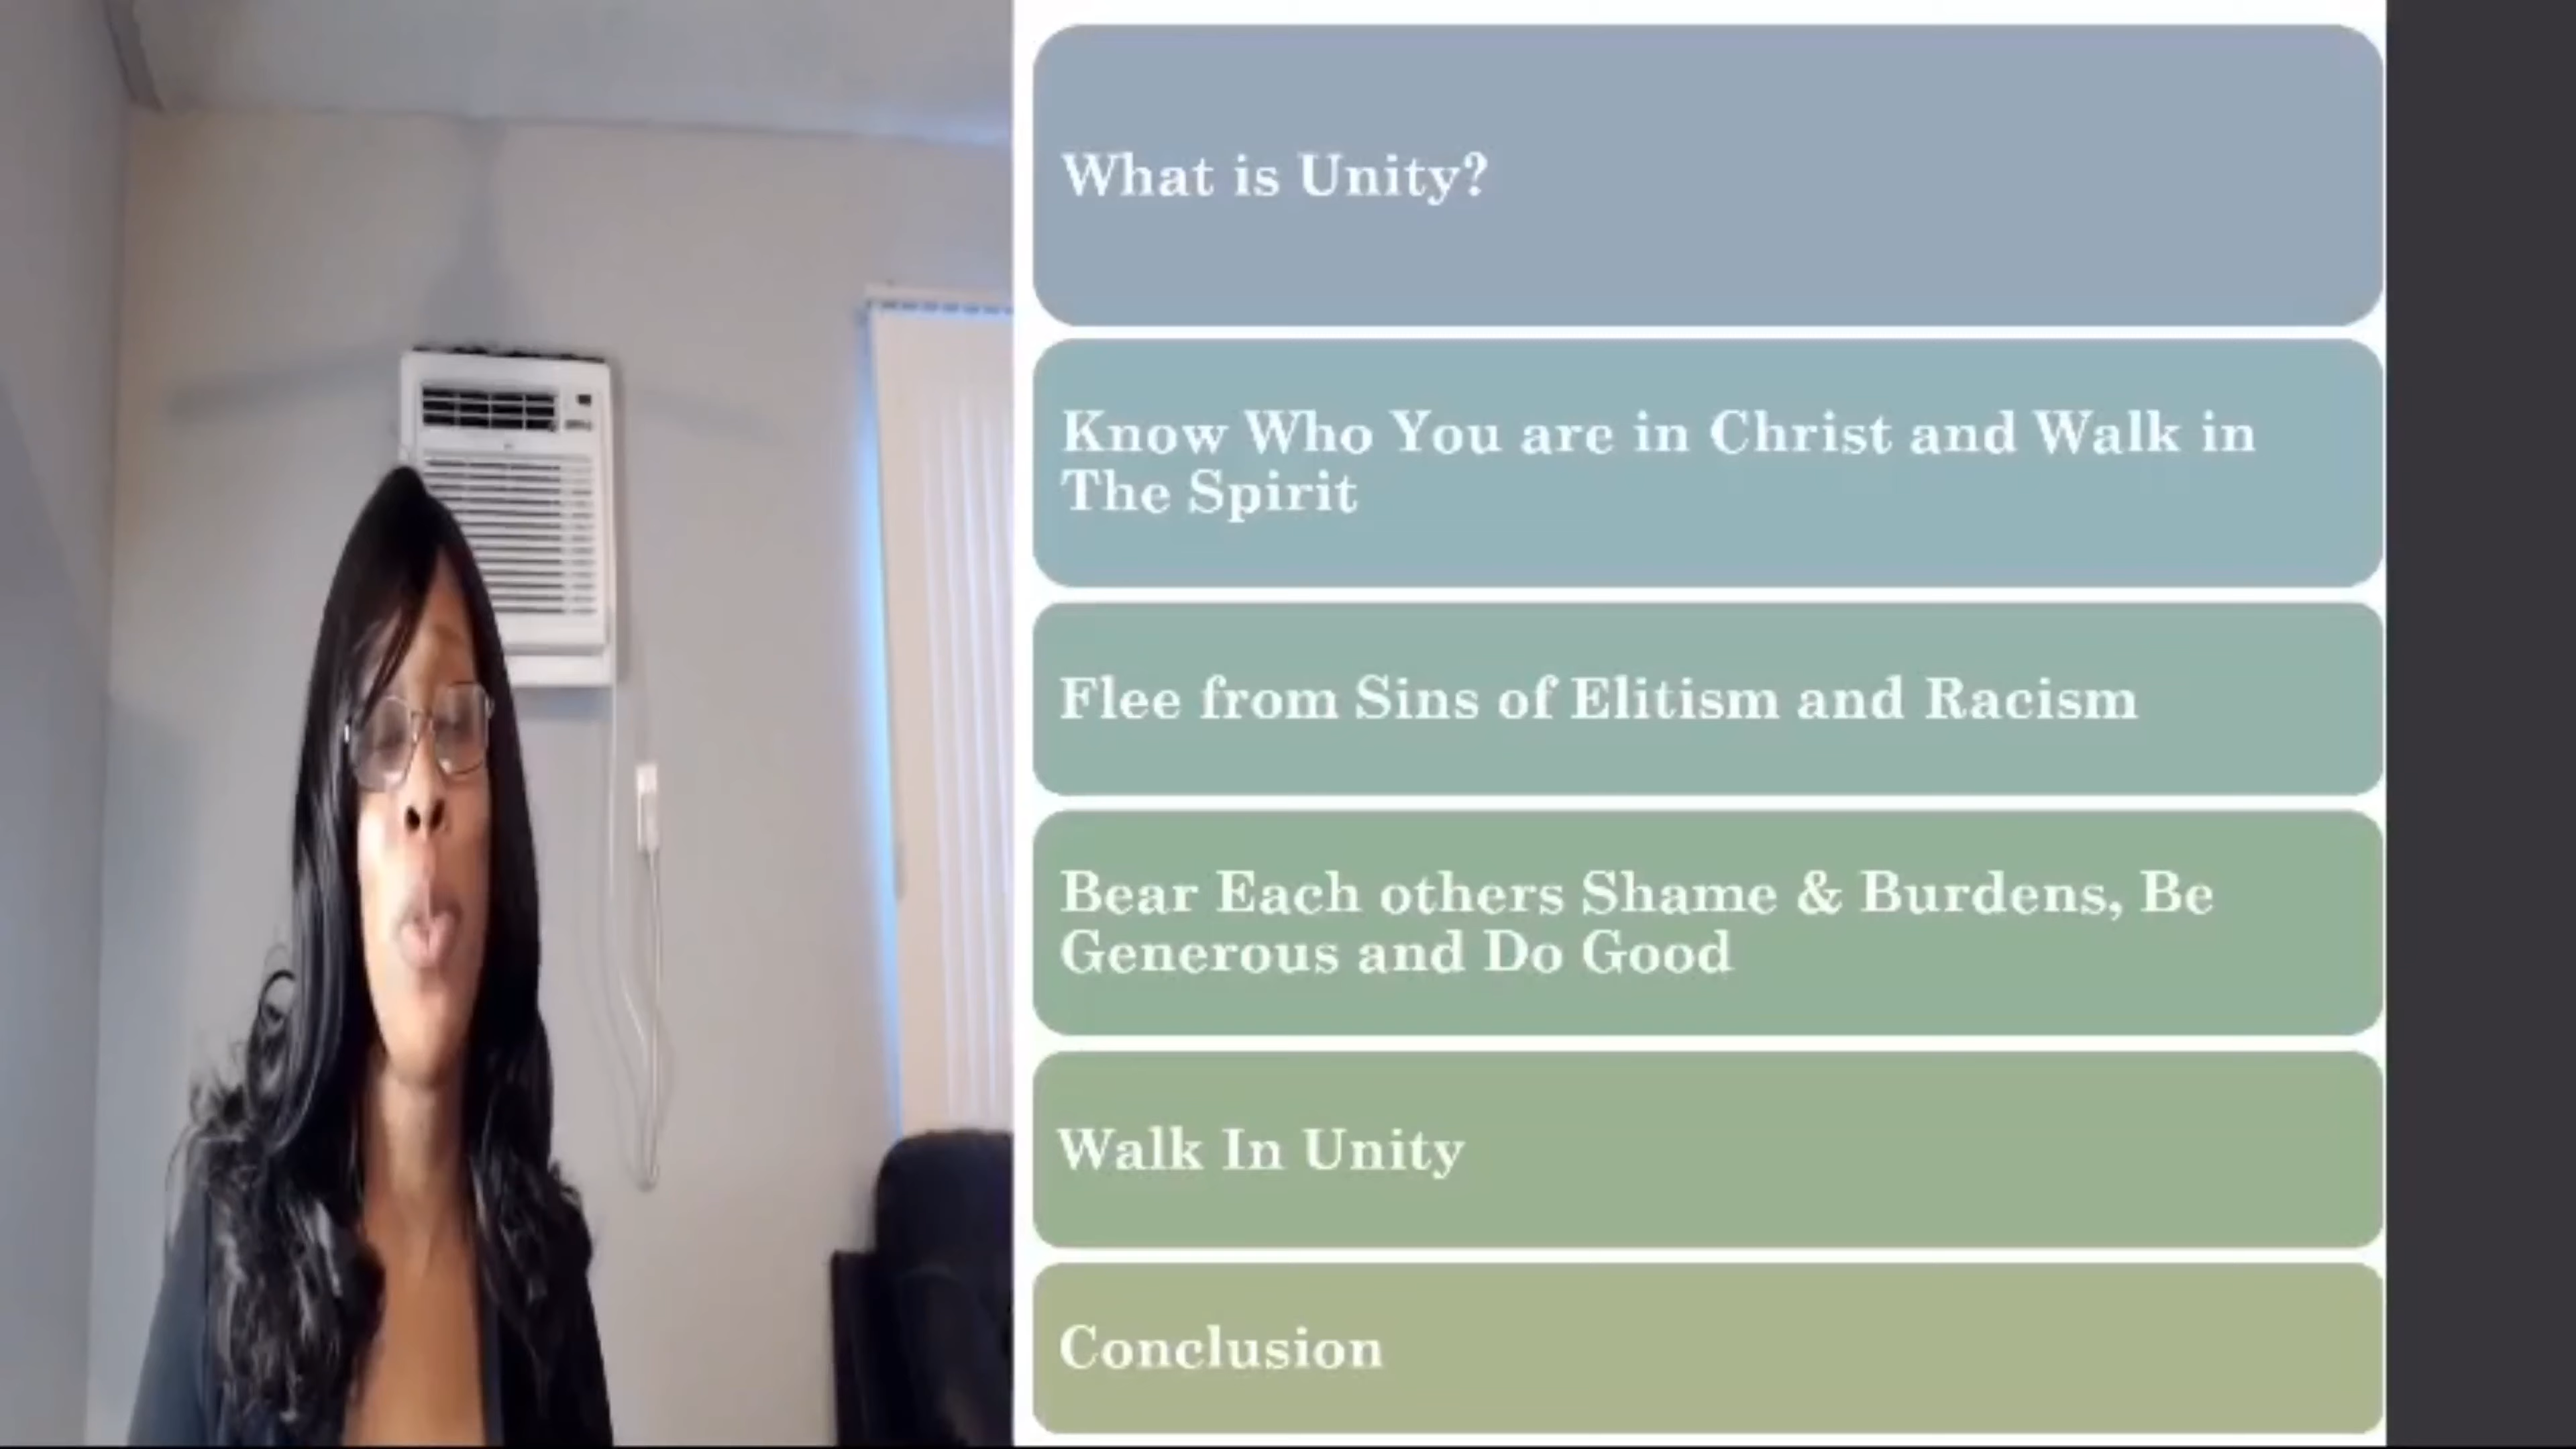 What is Unity?
Know Who You are in Christ and Walk in
The Spirit
Flee from Sins of Elitism and Racism
Bear Each others Shame & Burdens, Be
Generous and Do Good
Walk In Unity
Conclusion